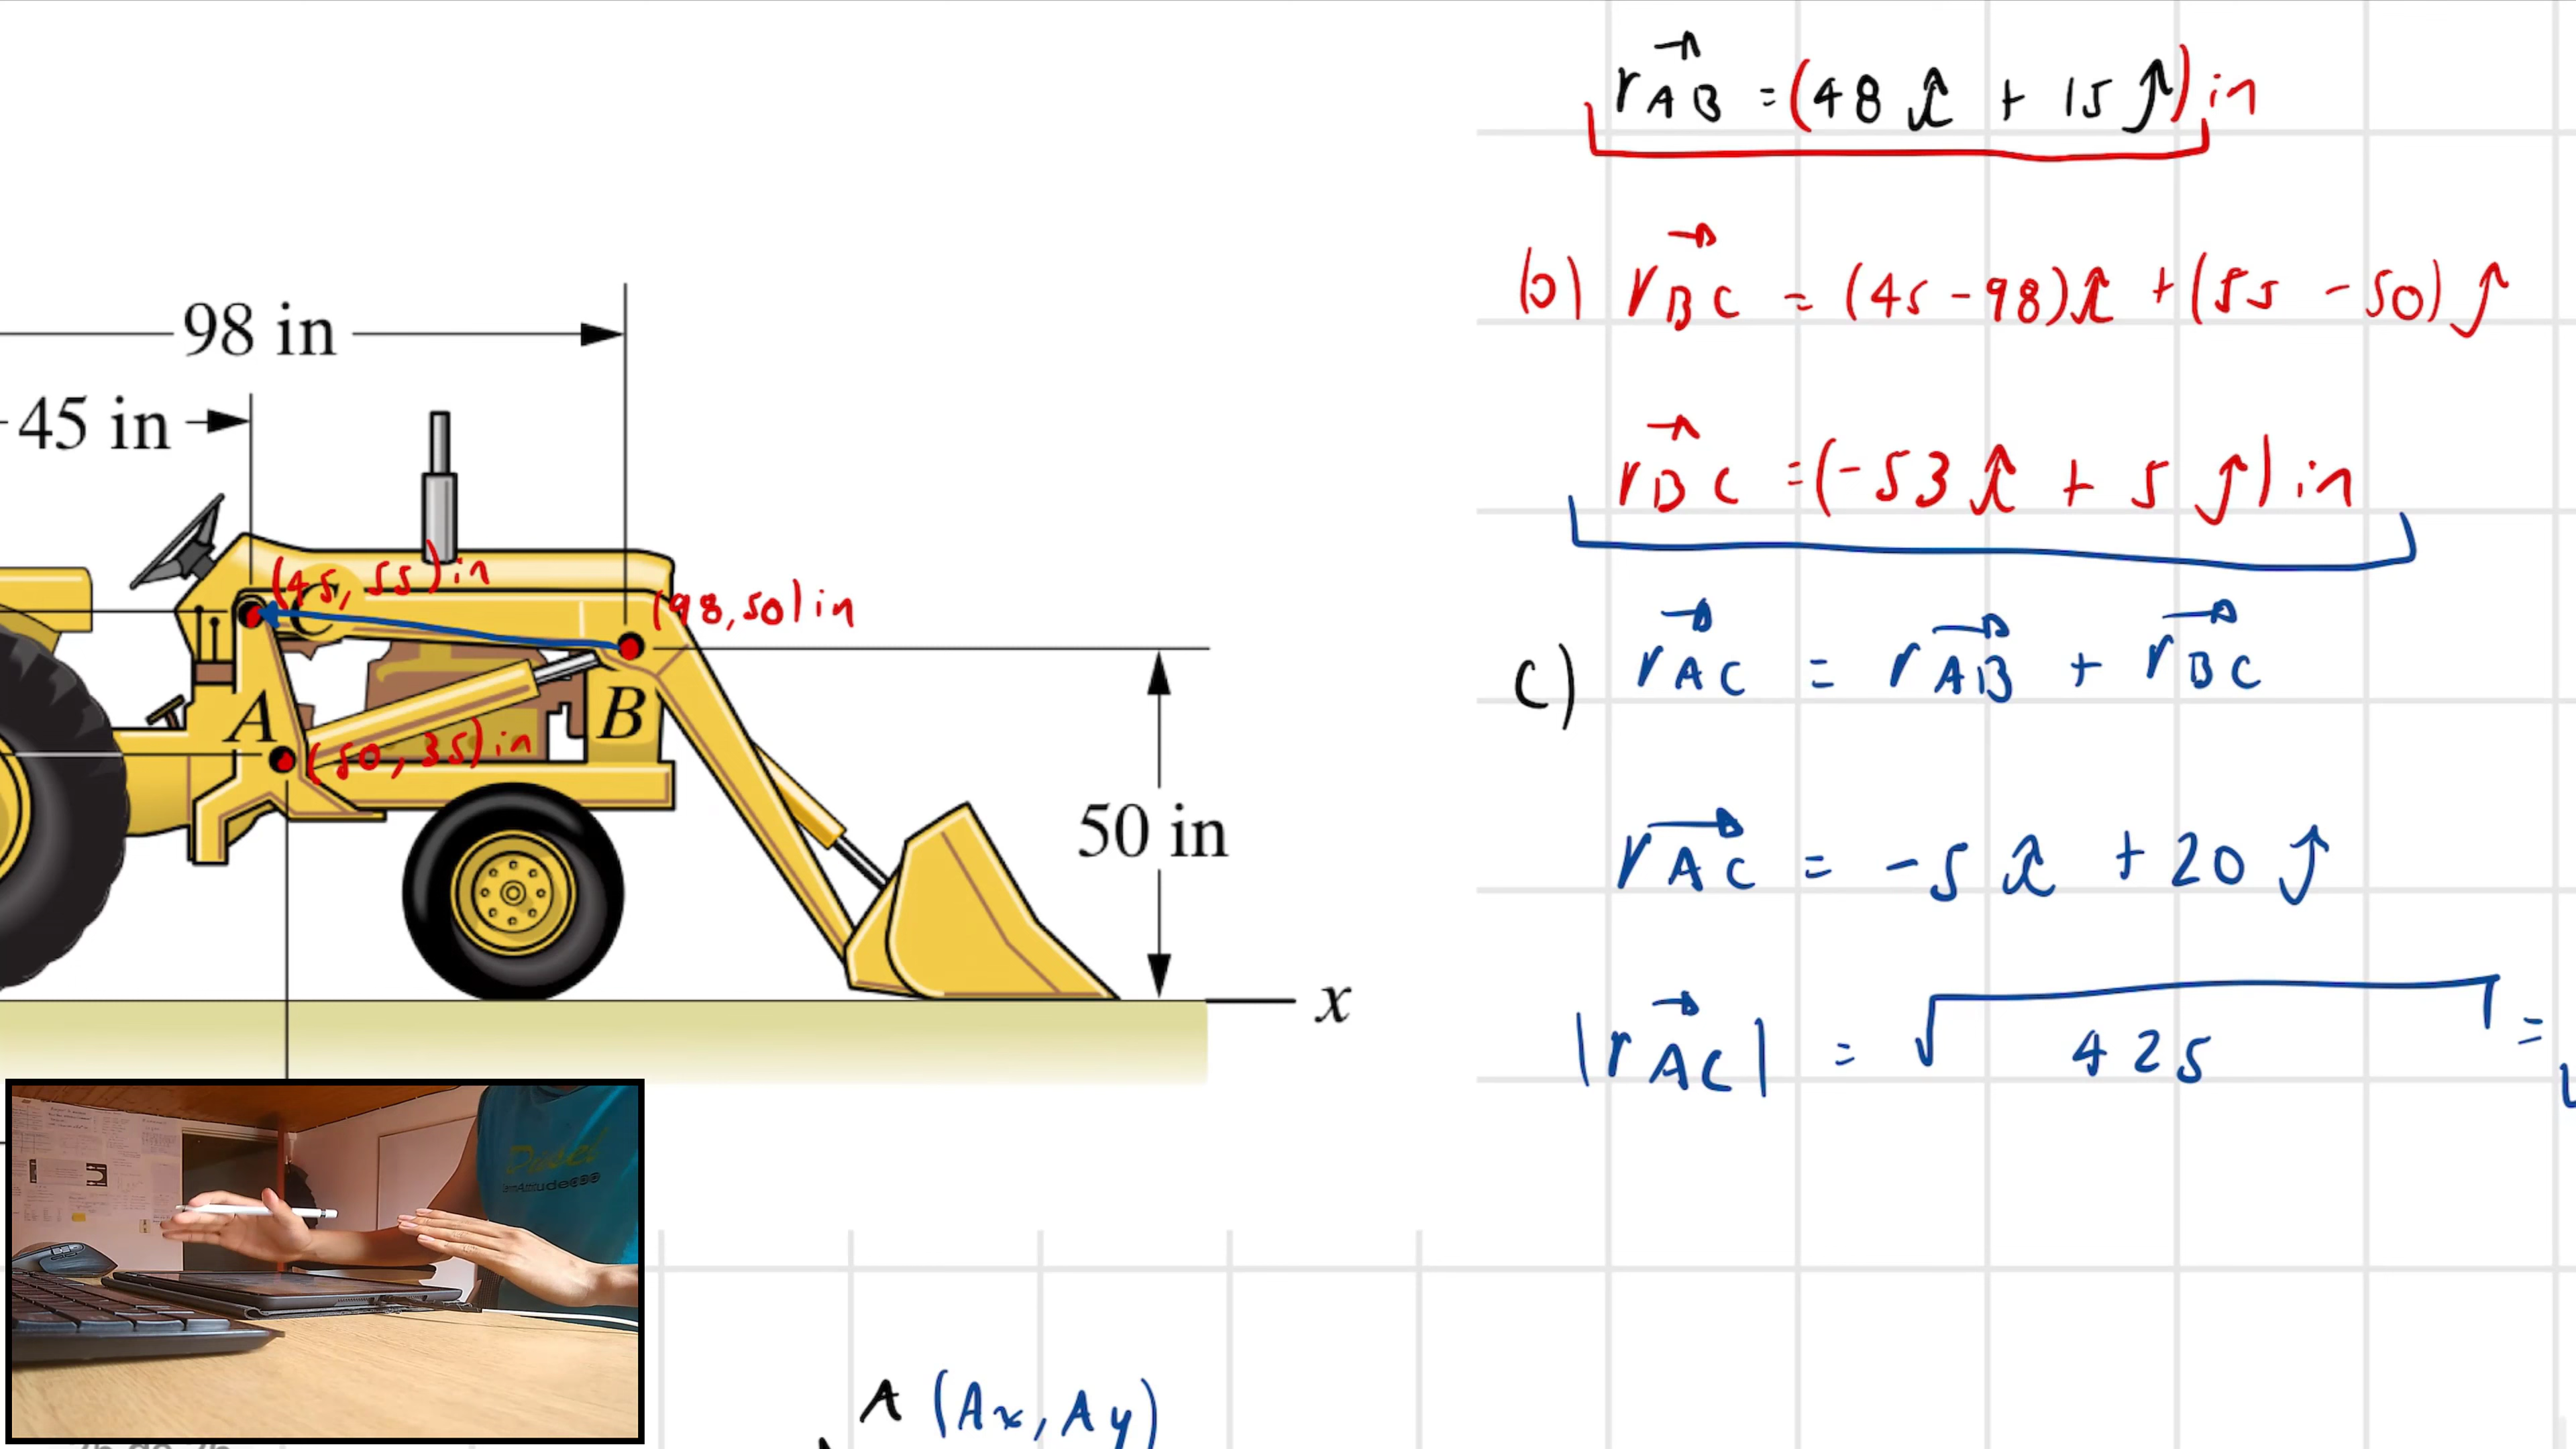 r⃗AB = (48 î + 15 ĵ) in
(b) r⃗BC = (45 - 98) î + (55 - 50) ĵ
98 in
45 in
r⃗BC = (-53 î + 5 ĵ) in
(45, 55) in
C
(98, 50) in
c) r⃗AC = r⃗AB + r⃗BC
A
B
(50, 35) in
50 in
r⃗AC = -5 î + 20 ĵ
x
|r⃗AC| = √425 =
Diesel
A (Ax, Ay)